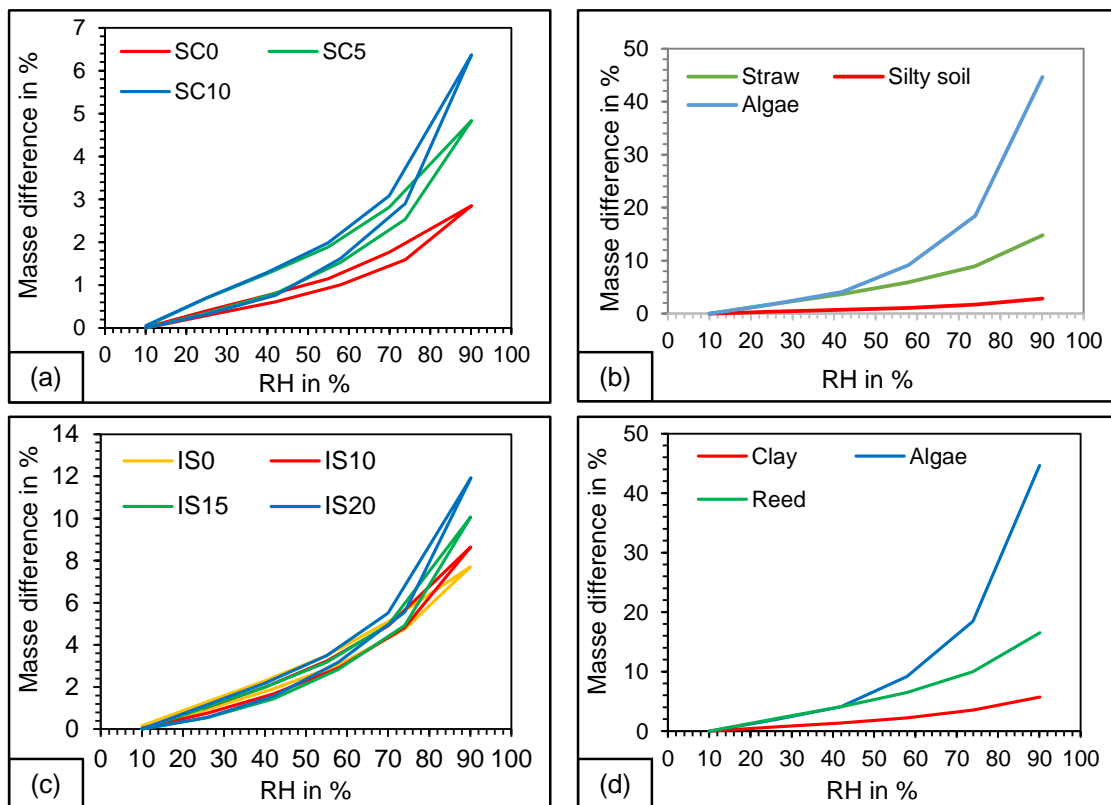 7
6
5
4
3
2
1
0
Masse difference in %
SC0 SC5
SC10
0 10 20 30 40 50 60 70 80 90 100
RH in %
(a)
50
40
30
20
10
0
Masse difference in %
Straw Silty soil
Algae
0 10 20 30 40 50 60 70 80 90 100
RH in %
(b)
14
12
10
8
6
4
2
0
Masse difference in %
IS0 IS10
IS15 IS20
0 10 20 30 40 50 60 70 80 90 100
RH in %
(c)
50
40
30
20
10
0
Masse difference in %
Clay Algae
Reed
0 10 20 30 40 50 60 70 80 90 100
RH in %
(d)